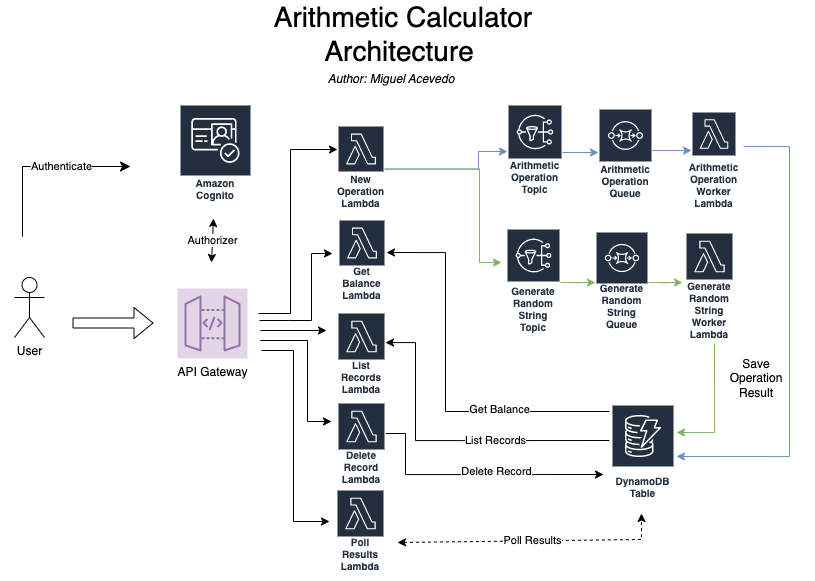 Arithmetic Calculator
Architecture
Author: Miguel Acevedo
Authenticate
Amazon
Cognito
Authorizer
User
API Gateway
New
Operation
Lambda
Get
Balance
Lambda
List
Records
Lambda
Delete
Record
Lambda
Poll
Results
Lambda
Arithmetic
Operation
Topic
Arithmetic
Operation
Queue
Arithmetic
Operation
Worker
Lambda
Generate
Random
String
Topic
Generate
Random
String
Queue
Generate
Random
String
Worker
Lambda
Save
Operation
Result
Get Balance
List Records
Delete Record
DynamoDB
Table
Poll Results